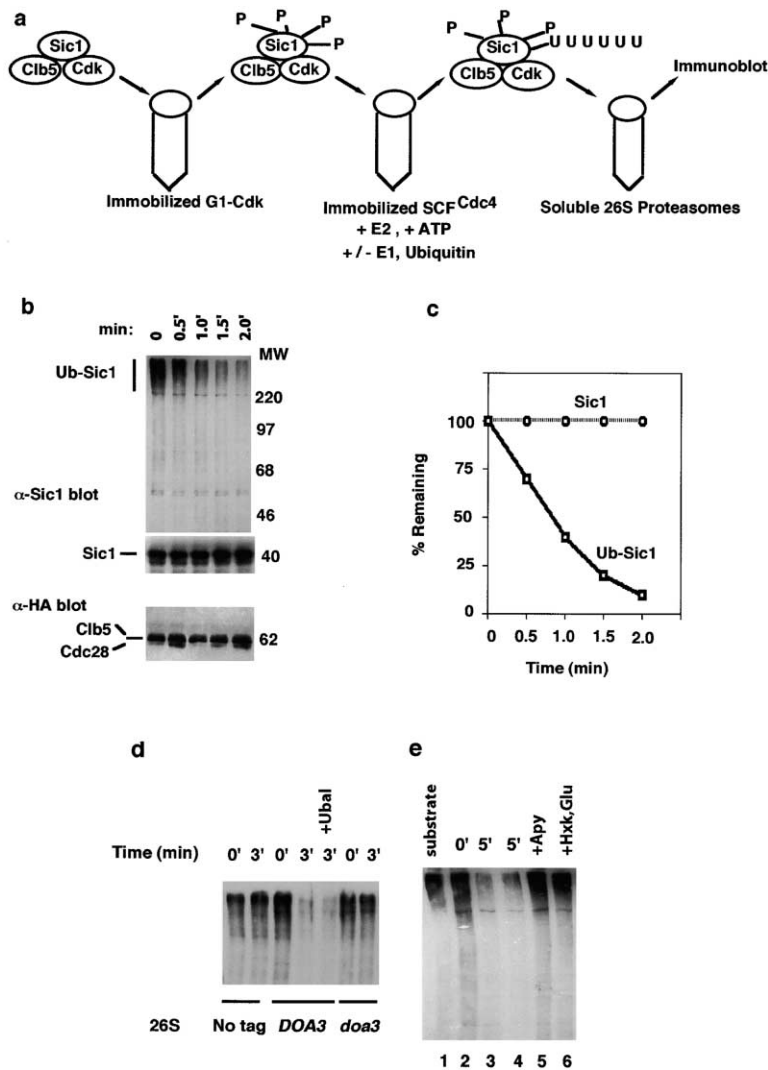 a
P P P P
Sic1
Clb5 Cdk
P P P P
Sic1
Clb5 Cdk
P P P
Sic1 U U U U U U
Clb5 Cdk
Immunoblot
Immobilized G1-Cdk
Immobilized SCF Cdc4
+ E2 , + ATP
+ / - E1, Ubiquitin
Soluble 26S Proteasomes
b
min: 0 0.5' 1.0' 1.5' 2.0'
MW
Ub-Sic1
220
97
68
α-Sic1 blot
46
Sic1 40
α-HA blot
Clb5
62
Cdc28
c
Sic1
100
75
50
25
0
% Remaining
Ub-Sic1
0 0.5 1.0 1.5 2.0
Time (min)
d
+Ubal
Time (min) 0' 3' 0' 3' 3' 0' 3'
26S No tag DOA3 doa3
e
substrate 0' 5' 5' +Apy +Hxk,Glu
1 2 3 4 5 6